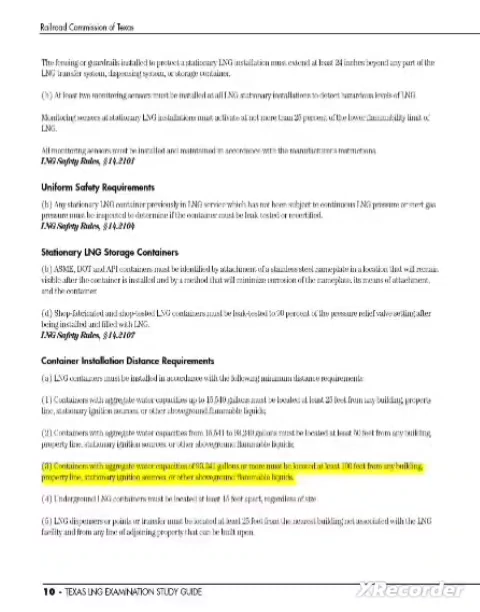 Railroad Commission of Texas
The fencing or guardrails installed to protect a stationary LNG installation must extend at least 24 inches beyond any part of the
LNG transfer system, dispensing system, or storage container.
(b) At least two monitoring sensors must be installed at all LNG stationary installations to detect hazardous levels of LNG.
Monitoring sensors at stationary LNG installations must activate at not more than 25 percent of the lower flammability limit of
LNG.
All monitoring sensors must be installed and maintained in accordance with the manufacturer's instructions.
LNG Safety Rules, §14.2101
Uniform Safety Requirements
(b) Any stationary LNG container previously in LNG service which has not been subject to continuous LNG pressure or inert gas
pressure must be inspected to determine if the container must be leak tested or recertified.
LNG Safety Rules, §14.2104
Stationary LNG Storage Containers
(b) ASME, DOT and API containers must be identified by attachment of a stainless steel nameplate in a location that will remain
visible after the container is installed and by a method that will minimize corrosion of the nameplate, its means of attachment,
and the container.
(d) Shop-fabricated and shop-tested LNG containers must be leak-tested to 90 percent of the pressure relief valve setting after
being installed and filled with LNG.
LNG Safety Rules, §14.2107
Container Installation Distance Requirements
(a) LNG containers must be installed in accordance with the following minimum distance requirements:
(1) Containers with aggregate water capacities up to 15,540 gallons must be located at least 25 feet from any building, property
line, stationary ignition sources, or other aboveground flammable liquids;
(2) Containers with aggregate water capacities from 15,541 to 93,240 gallons must be located at least 50 feet from any building,
property line, stationary ignition sources, or other aboveground flammable liquids;
(3) Containers with aggregate water capacities of 93,241 gallons or more must be located at least 100 feet from any building,
property line, stationary ignition sources, or other aboveground flammable liquids.
(4) Underground LNG containers must be located at least 15 feet apart, regardless of size.
(5) LNG dispensers or points or transfer must be located at least 25 feet from the nearest building not associated with the LNG
facility and from any line of adjoining property that can be built upon.
10 - TEXAS LNG EXAMINATION STUDY GUIDE
XRecorder